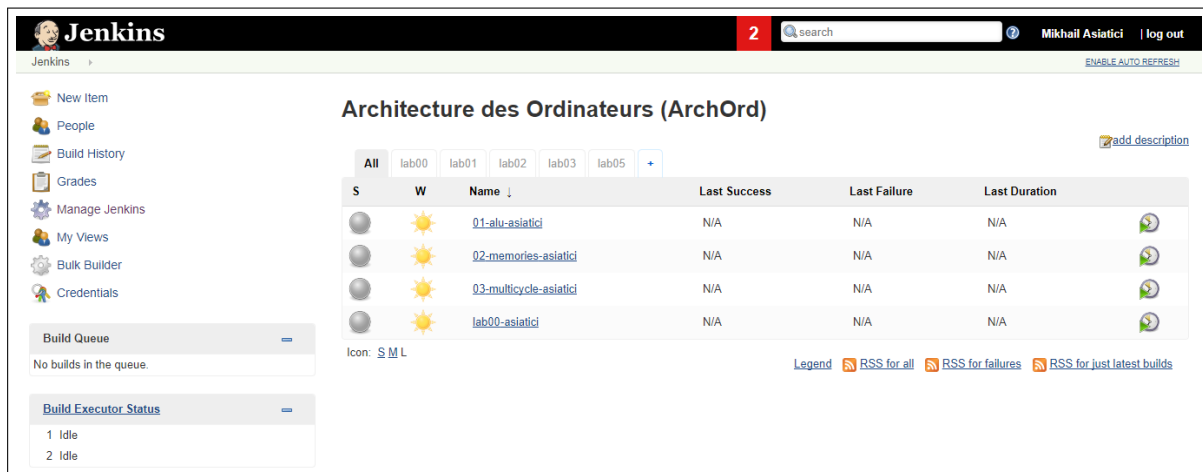 Jenkins
2
search
Mikhail Asiatici | log out
Jenkins
ENABLE AUTO REFRESH
New Item
People
Build History
Grades
Manage Jenkins
My Views
Bulk Builder
Credentials
Build Queue
No builds in the queue.
Build Executor Status
1 Idle
2 Idle
Architecture des Ordinateurs (ArchOrd)
add description
All lab00 lab01 lab02 lab03 lab05 +
S W Name ↓ Last Success Last Failure Last Duration
01-alu-asiatici N/A N/A N/A
02-memories-asiatici N/A N/A N/A
03-multicycle-asiatici N/A N/A N/A
lab00-asiatici N/A N/A N/A
Icon: S M L
Legend RSS for all RSS for failures RSS for just latest builds